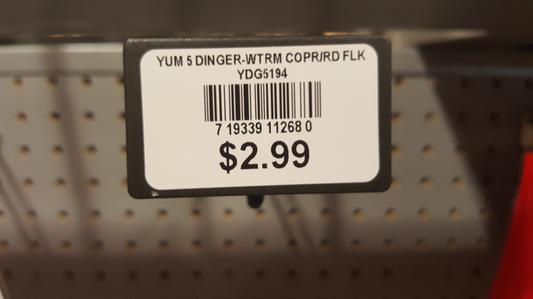 YUM 5 DINGER-WTRM COPR/RD FLK
YDG5194
7 19339 11268 0
$2.99